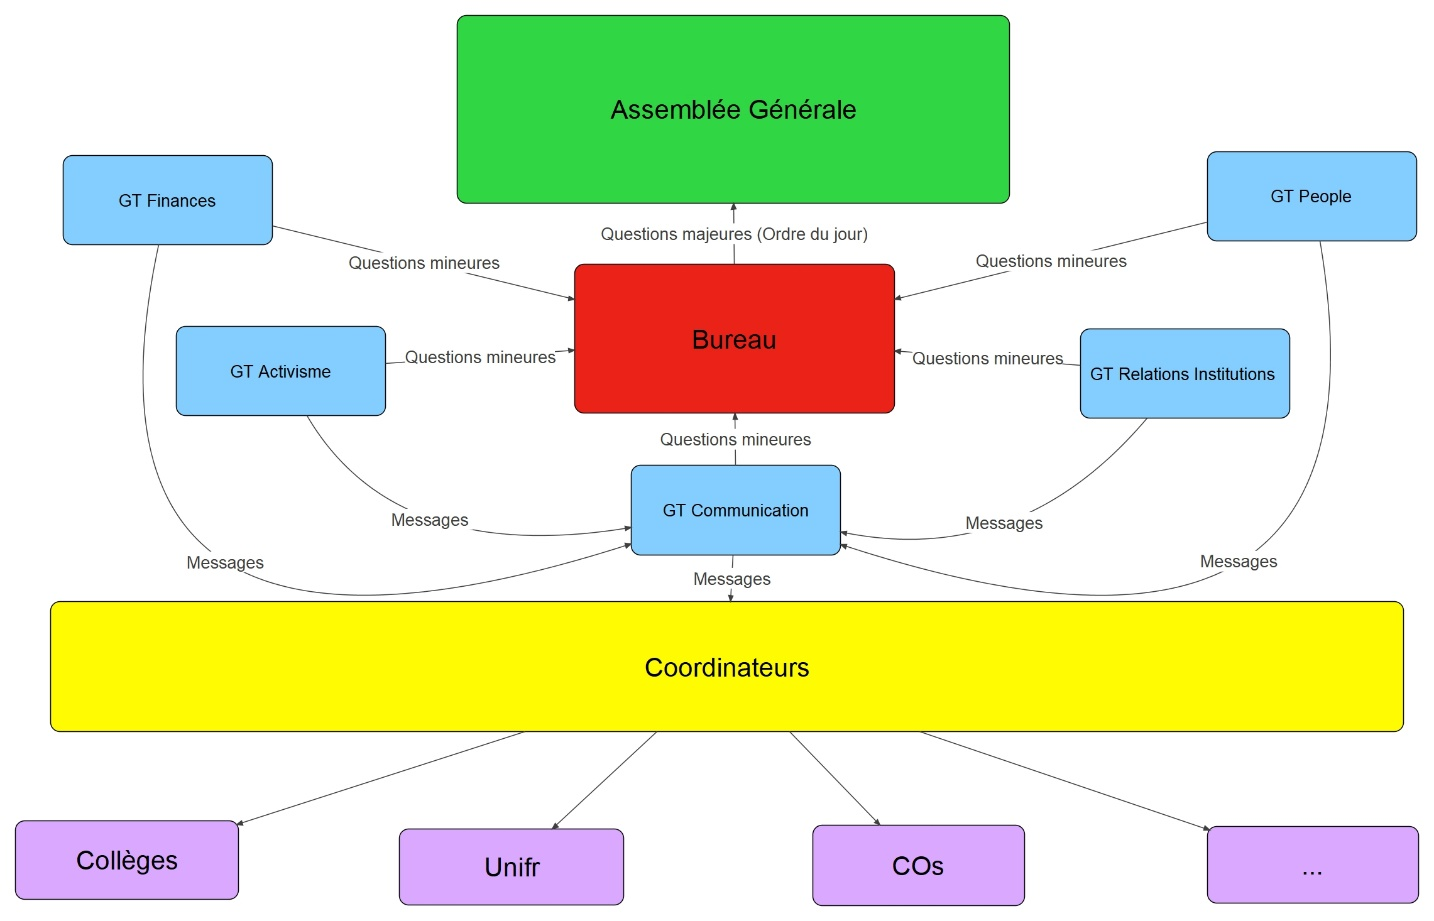 Assemblée Générale
GT Finances
GT People
Questions majeures (Ordre du jour)
Questions mineures
Questions mineures
Bureau
GT Activisme
Questions mineures
Questions mineures
GT Relations Institutions
Questions mineures
GT Communication
Messages
Messages
Messages
Messages
Messages
Coordinateurs
Collèges
Unifr
COs
...